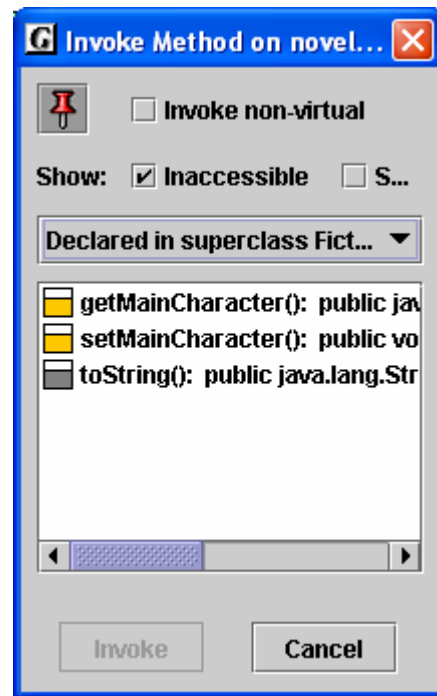 G Invoke Method on novel...
Invoke non-virtual
Show: Inaccessible S...
Declared in superclass Fict...
getMainCharacter(): public jav
setMainCharacter(): public vo
toString(): public java.lang.Str
Invoke Cancel